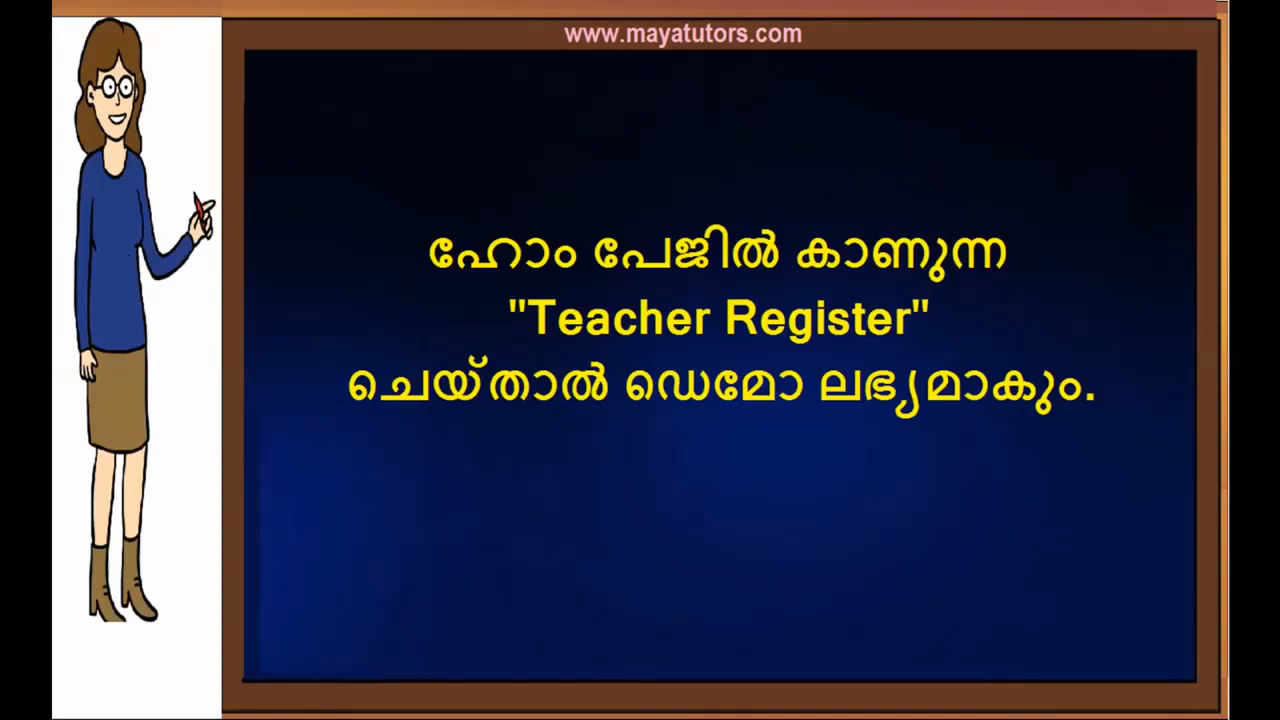 www.mayatutors.com
ഹോം പേജിൽ കാണുന്ന
"Teacher Register"
ചെയ്താൽ ഡെമോ ലഭ്യമാകും.